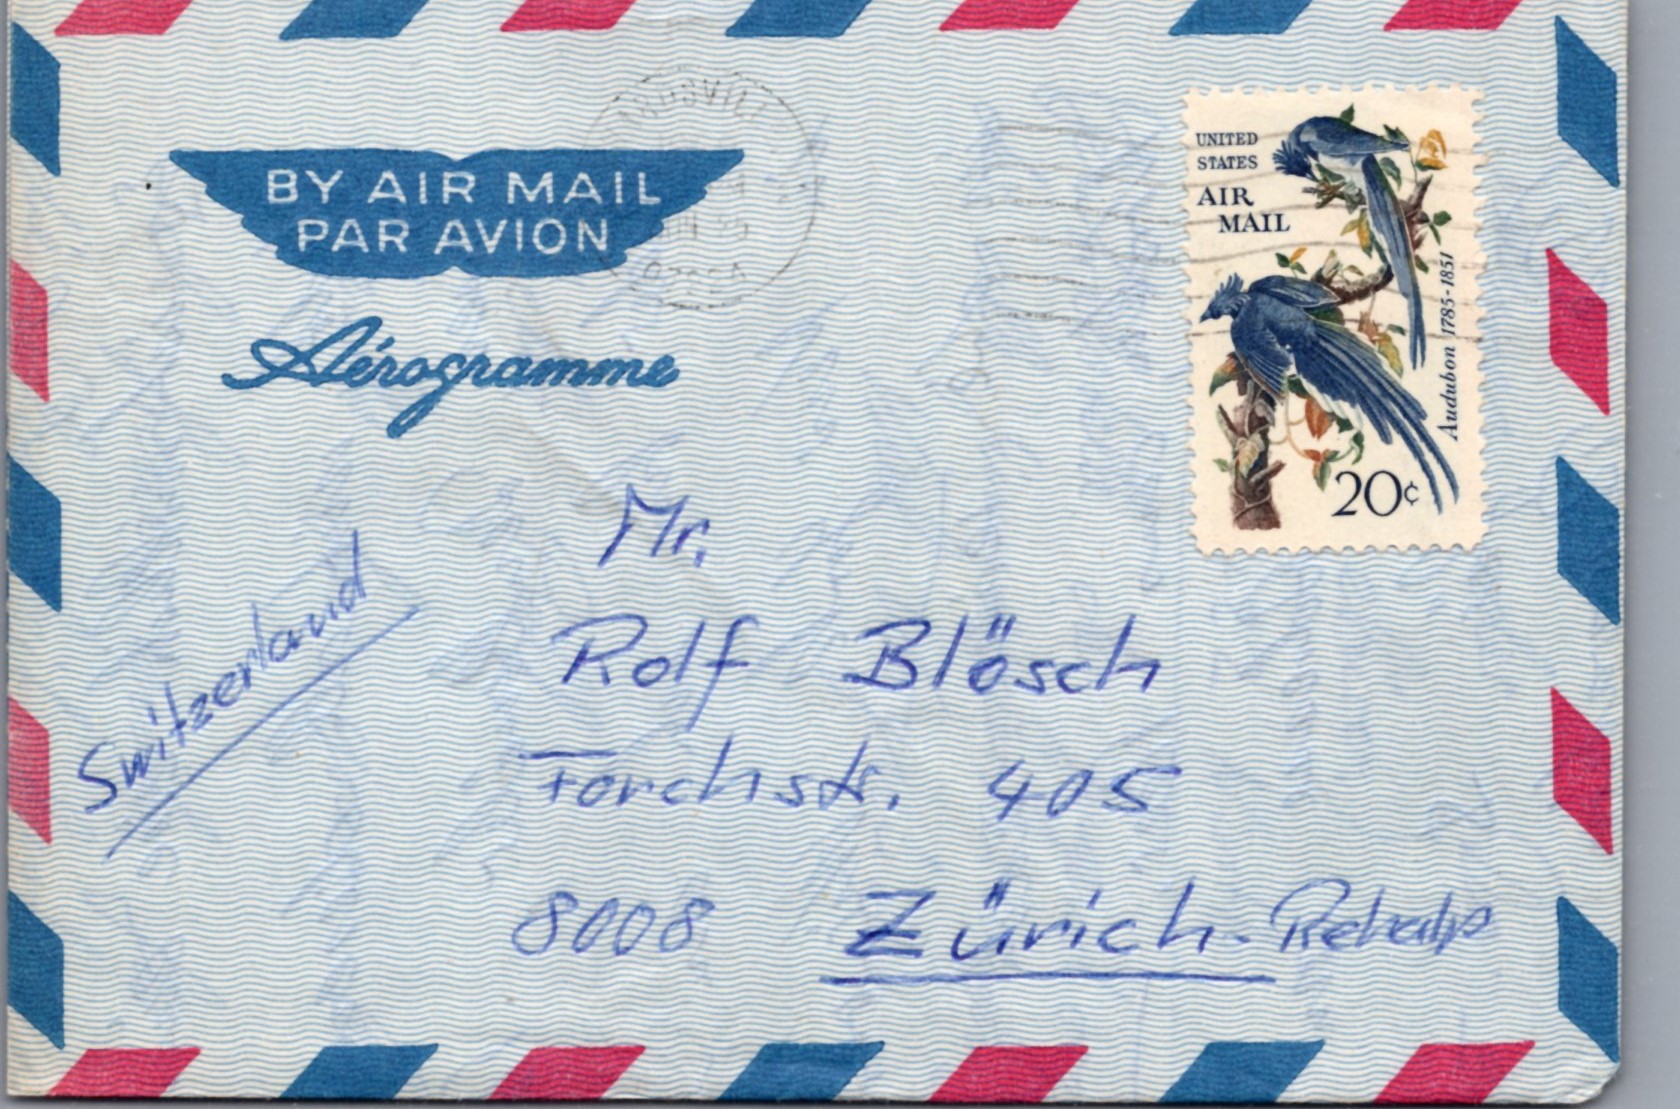 BY AIR MAIL
PAR AVION
Aérogramme
UNITED
STATES
AIR
MAIL
Audubon 1785-1851
20¢
Mr.
Rolf Blösch
Forchstr. 405
8008 Zürich-
Switzerland